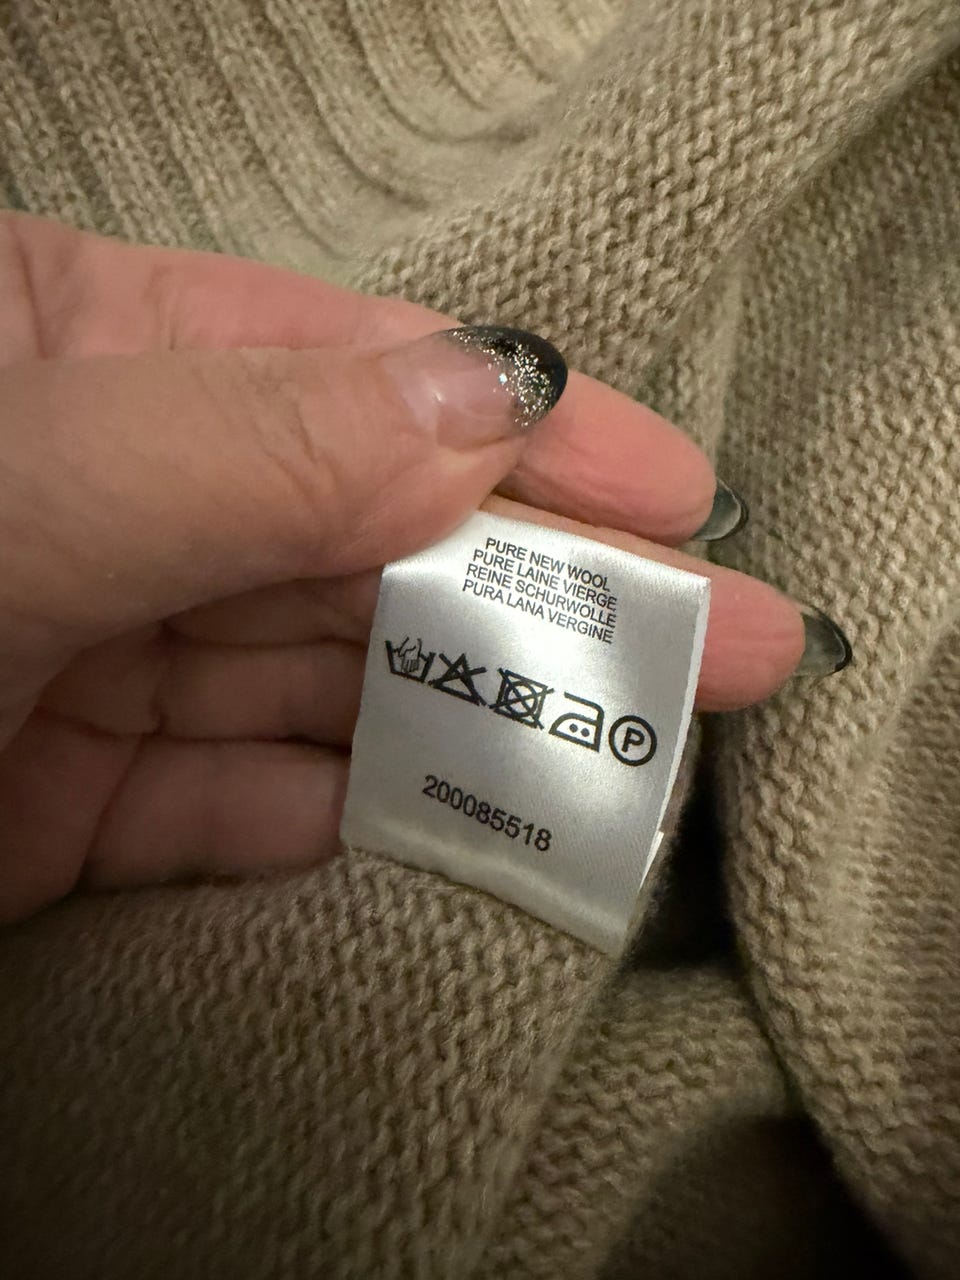 PURE NEW WOOL
PURE LAINE VIERGE
REINE SCHURWOLLE
PURA LANA VERGINE
P
200085518